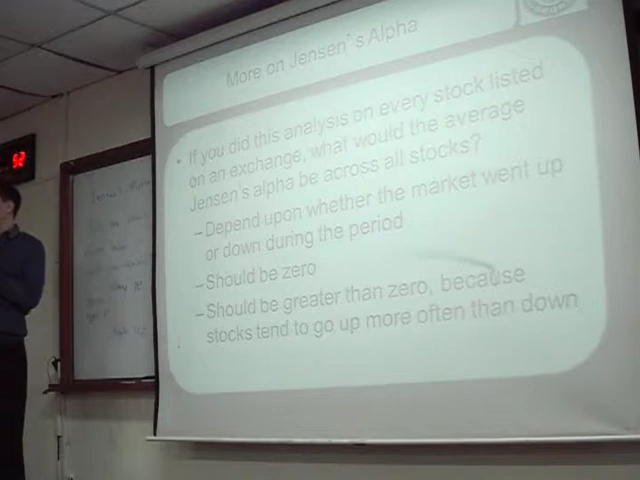 More on Jensen's Alpha
• If you did this analysis on every stock listed
on an exchange, what would the average
Jensen's alpha be across all stocks?
– Depend upon whether the market went up
or down during the period
– Should be zero
– Should be greater than zero, because
stocks tend to go up more often than down
Jensen's Alpha